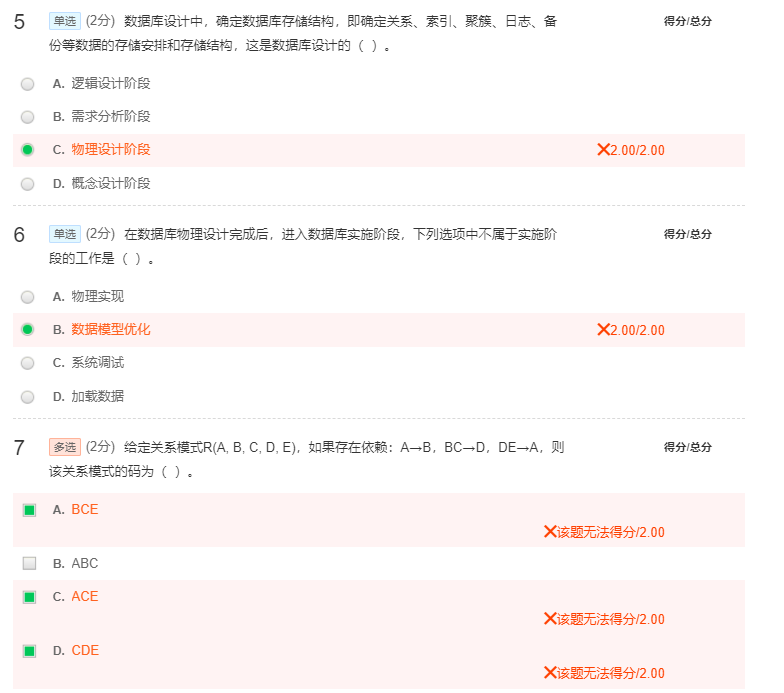 5 单选 (2分) 数据库设计中，确定数据库存储结构，即确定关系、索引、聚簇、日志、备 得分/总分
份等数据的存储安排和存储结构，这是数据库设计的（ ）。
A. 逻辑设计阶段
B. 需求分析阶段
C. 物理设计阶段 ✕2.00/2.00
D. 概念设计阶段
6 单选 (2分) 在数据库物理设计完成后，进入数据库实施阶段，下列选项中不属于实施阶 得分/总分
段的工作是（ ）。
A. 物理实现
B. 数据模型优化 ✕2.00/2.00
C. 系统调试
D. 加载数据
7 多选 (2分) 给定关系模式R(A, B, C, D, E)，如果存在依赖：A→B，BC→D，DE→A，则 得分/总分
该关系模式的码为（ ）。
A. BCE
✕该题无法得分/2.00
B. ABC
C. ACE
✕该题无法得分/2.00
D. CDE
✕该题无法得分/2.00